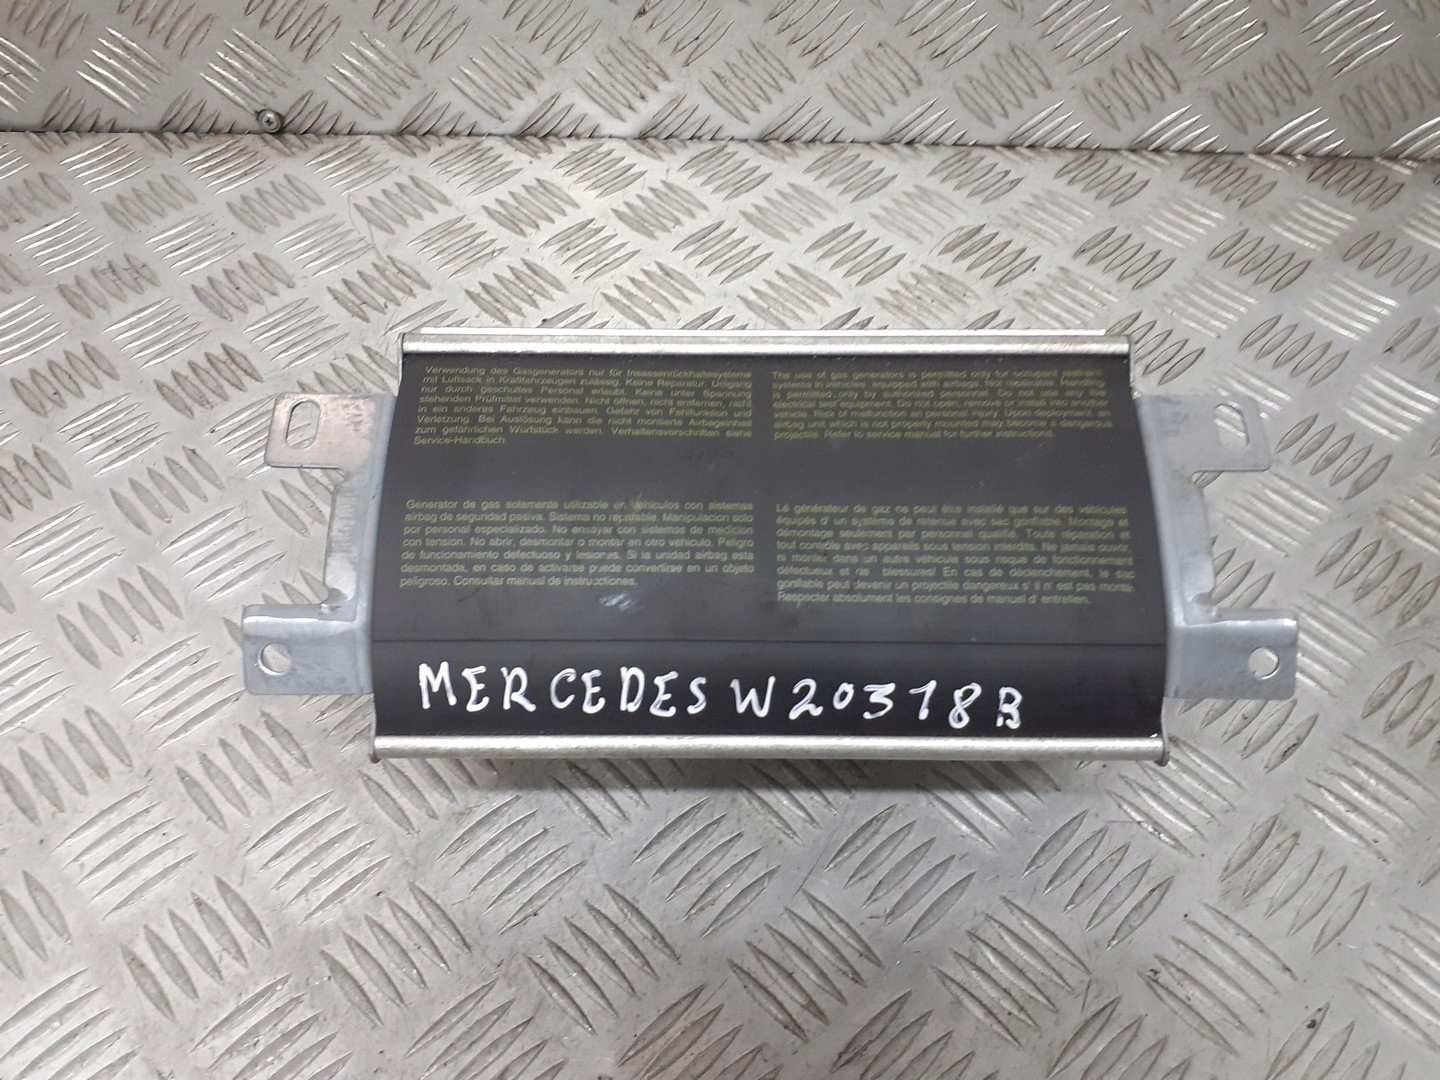 Verwendung des Gasgenerators nur für Insassenrückhaltesysteme
mit Luftsack in Kraftfahrzeugen zulässig. Keine Reparatur. Umgang
nur durch geschultes Personal erlaubt. Keine unter Spannung
stehenden Prüfmittel verwenden. Nicht öffnen, nicht entfernen, nicht
in ein anderes Fahrzeug einbauen. Gefahr von Fehlfunktion und
Verletzung. Bei Auslösung kann die nicht montierte Airbageinheit
zum gefährlichen Wurfstück werden. Verhaltensvorschriften siehe
Service-Handbuch.
The use of gas generators is permitted only for occupant restraint
systems in vehicles, equipped with airbag. Not repairable. Handling
is permitted only by authorized personnel. Do not use any
electrical test equipment. Do not open, remove or install into another
vehicle. Risk of malfunction an personal injury. Upon deployment, an
airbag unit which is not properly mounted may become a dangerous
projectile. Refer to service manual for further instructions.
Generator de gas solamente utilizable en vehiculos con sistemas
airbag de seguridad pasiva. Sistema no reparable. Manipulacion solo
por personal especializado. No ensayar con sistemas de medicion
con tension. No abrir, desmontar o montar en otro vehiculo. Peligro
de funcionamiento defectuoso y lesiones. Si la unidad airbag esta
desmontada, en caso de activarse puede convertirse en un objeto
peligroso. Consultar manual de instrucciones.
Lé générateur de gaz ne peut être installé que sur des véhicules
équipés d' un système de retenue avec sac gonflable. Montage et
démontage seulement par personnel qualifié. Toute réparation et
tout contôle avec appareils sous tension interdits. Ne jamais ouvrir,
ni monter dans un autre véhicule sous risque de fonctionnement
défectueux et de blessures! En cas de déclenchement, le sac
gonflable peut devenir un projectile dangereux s' il n' est pas monté.
Respecter absolument les consignes de manuel d' entretien.
MERCEDES W20318B